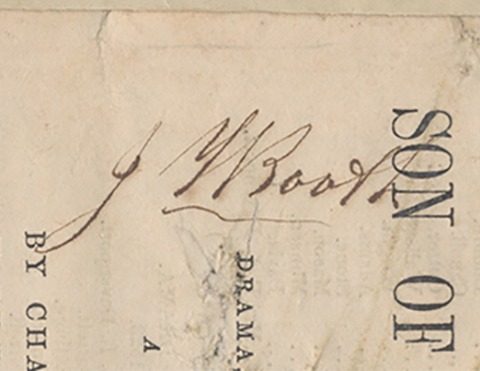 J W Booth
SON OF
DRAMA
A
BY CHA